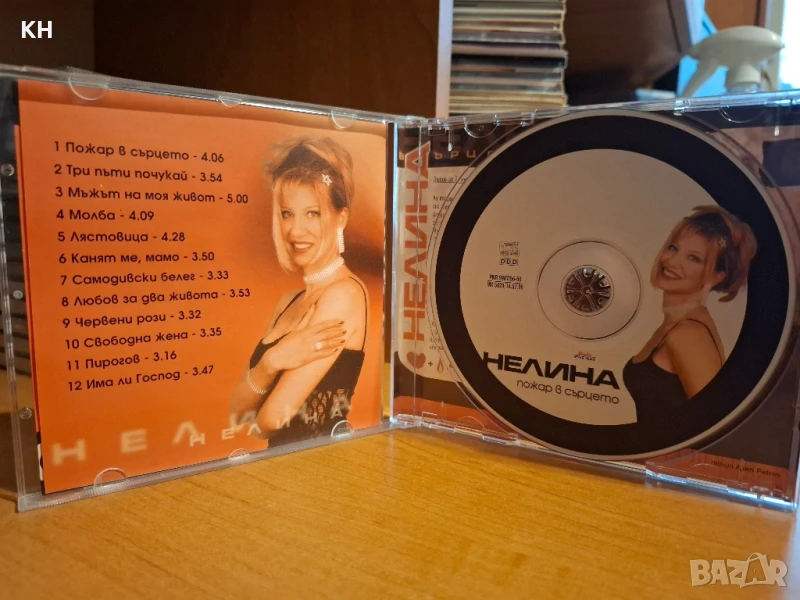 KH
1 Пожар в сърцето - 4.06
2 Три пъти почукай - 3.54
3 Мъжът на моя живот - 5.00
4 Молба - 4.09
5 Лястовица - 4.28
6 Канят ме, мамо - 3.50
7 Самодивски белег - 3.33
8 Любов за два живота - 3.53
9 Червени рози - 3.32
10 Свободна жена - 3.35
11 Пирогов - 3.16
12 Има ли Господ - 3.47
НЕЛИНА
НЕЛИНА
НЕЛИНА
НЕЛИНА
пожар в сърцето
BAZAR